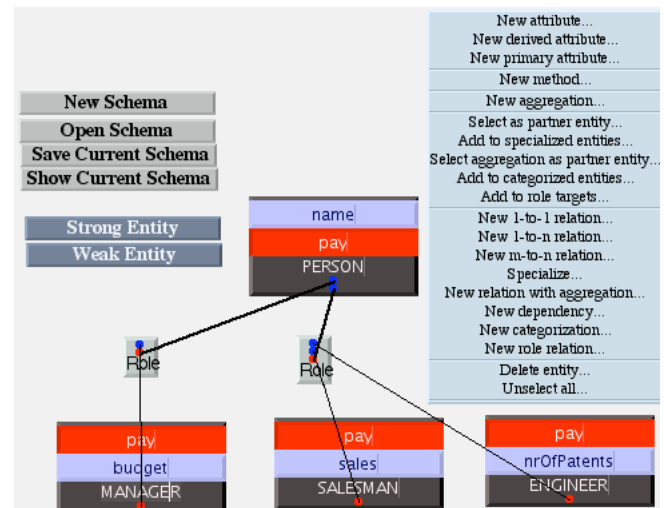 New attribute...
New derived attribute...
New primary attribute...
New method...
New aggregation...
Select as partner entity...
Add to specialized entities...
Select aggregation as partner entity...
Add to categorized entities...
Add to role targets...
New 1-to-1 relation...
New 1-to-n relation...
New m-to-n relation...
Specialize...
New relation with aggregation...
New dependency...
New categorization...
New role relation...
Delete entity...
Unselect all...
New Schema
Open Schema
Save Current Schema
Show Current Schema
Strong Entity
Weak Entity
name
pay
PERSON
Role
Role
pay
budget
MANAGER
pay
sales
SALESMAN
pay
nrOfPatents
ENGINEER